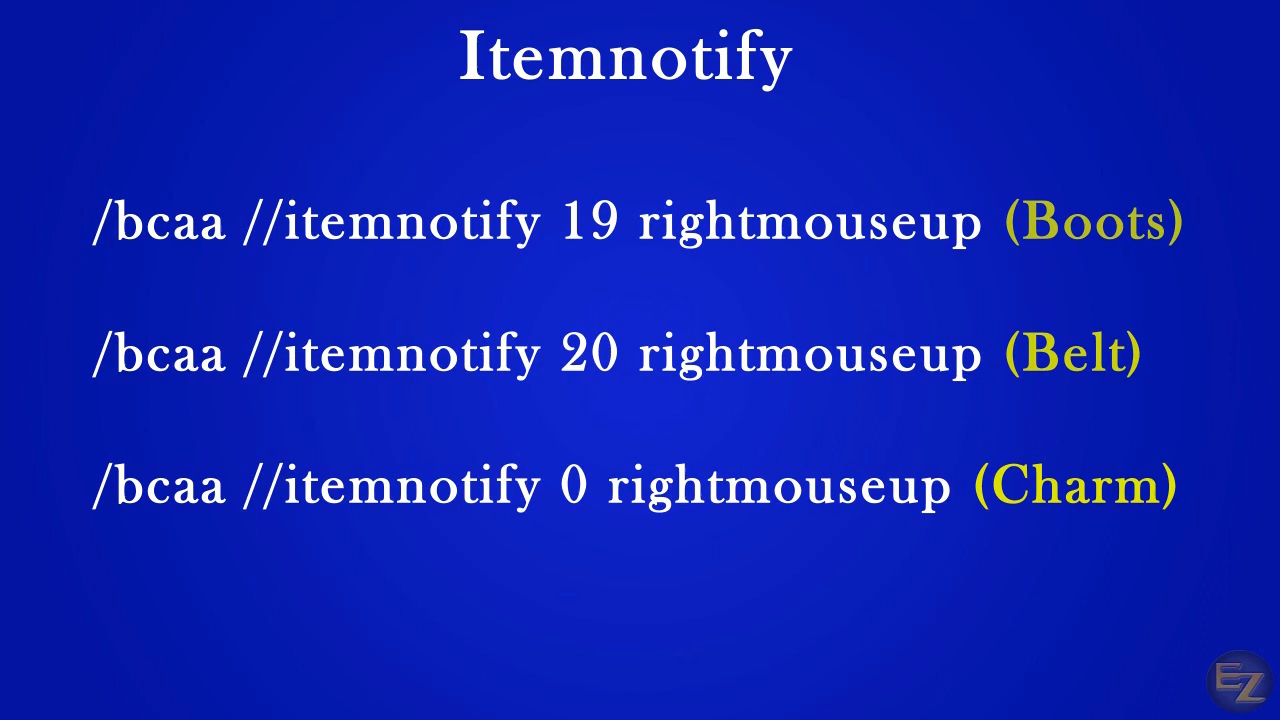 Itemnotify
/bcaa //itemnotify 19 rightmouseup (Boots)
/bcaa //itemnotify 20 rightmouseup (Belt)
/bcaa //itemnotify 0 rightmouseup (Charm)
EZ